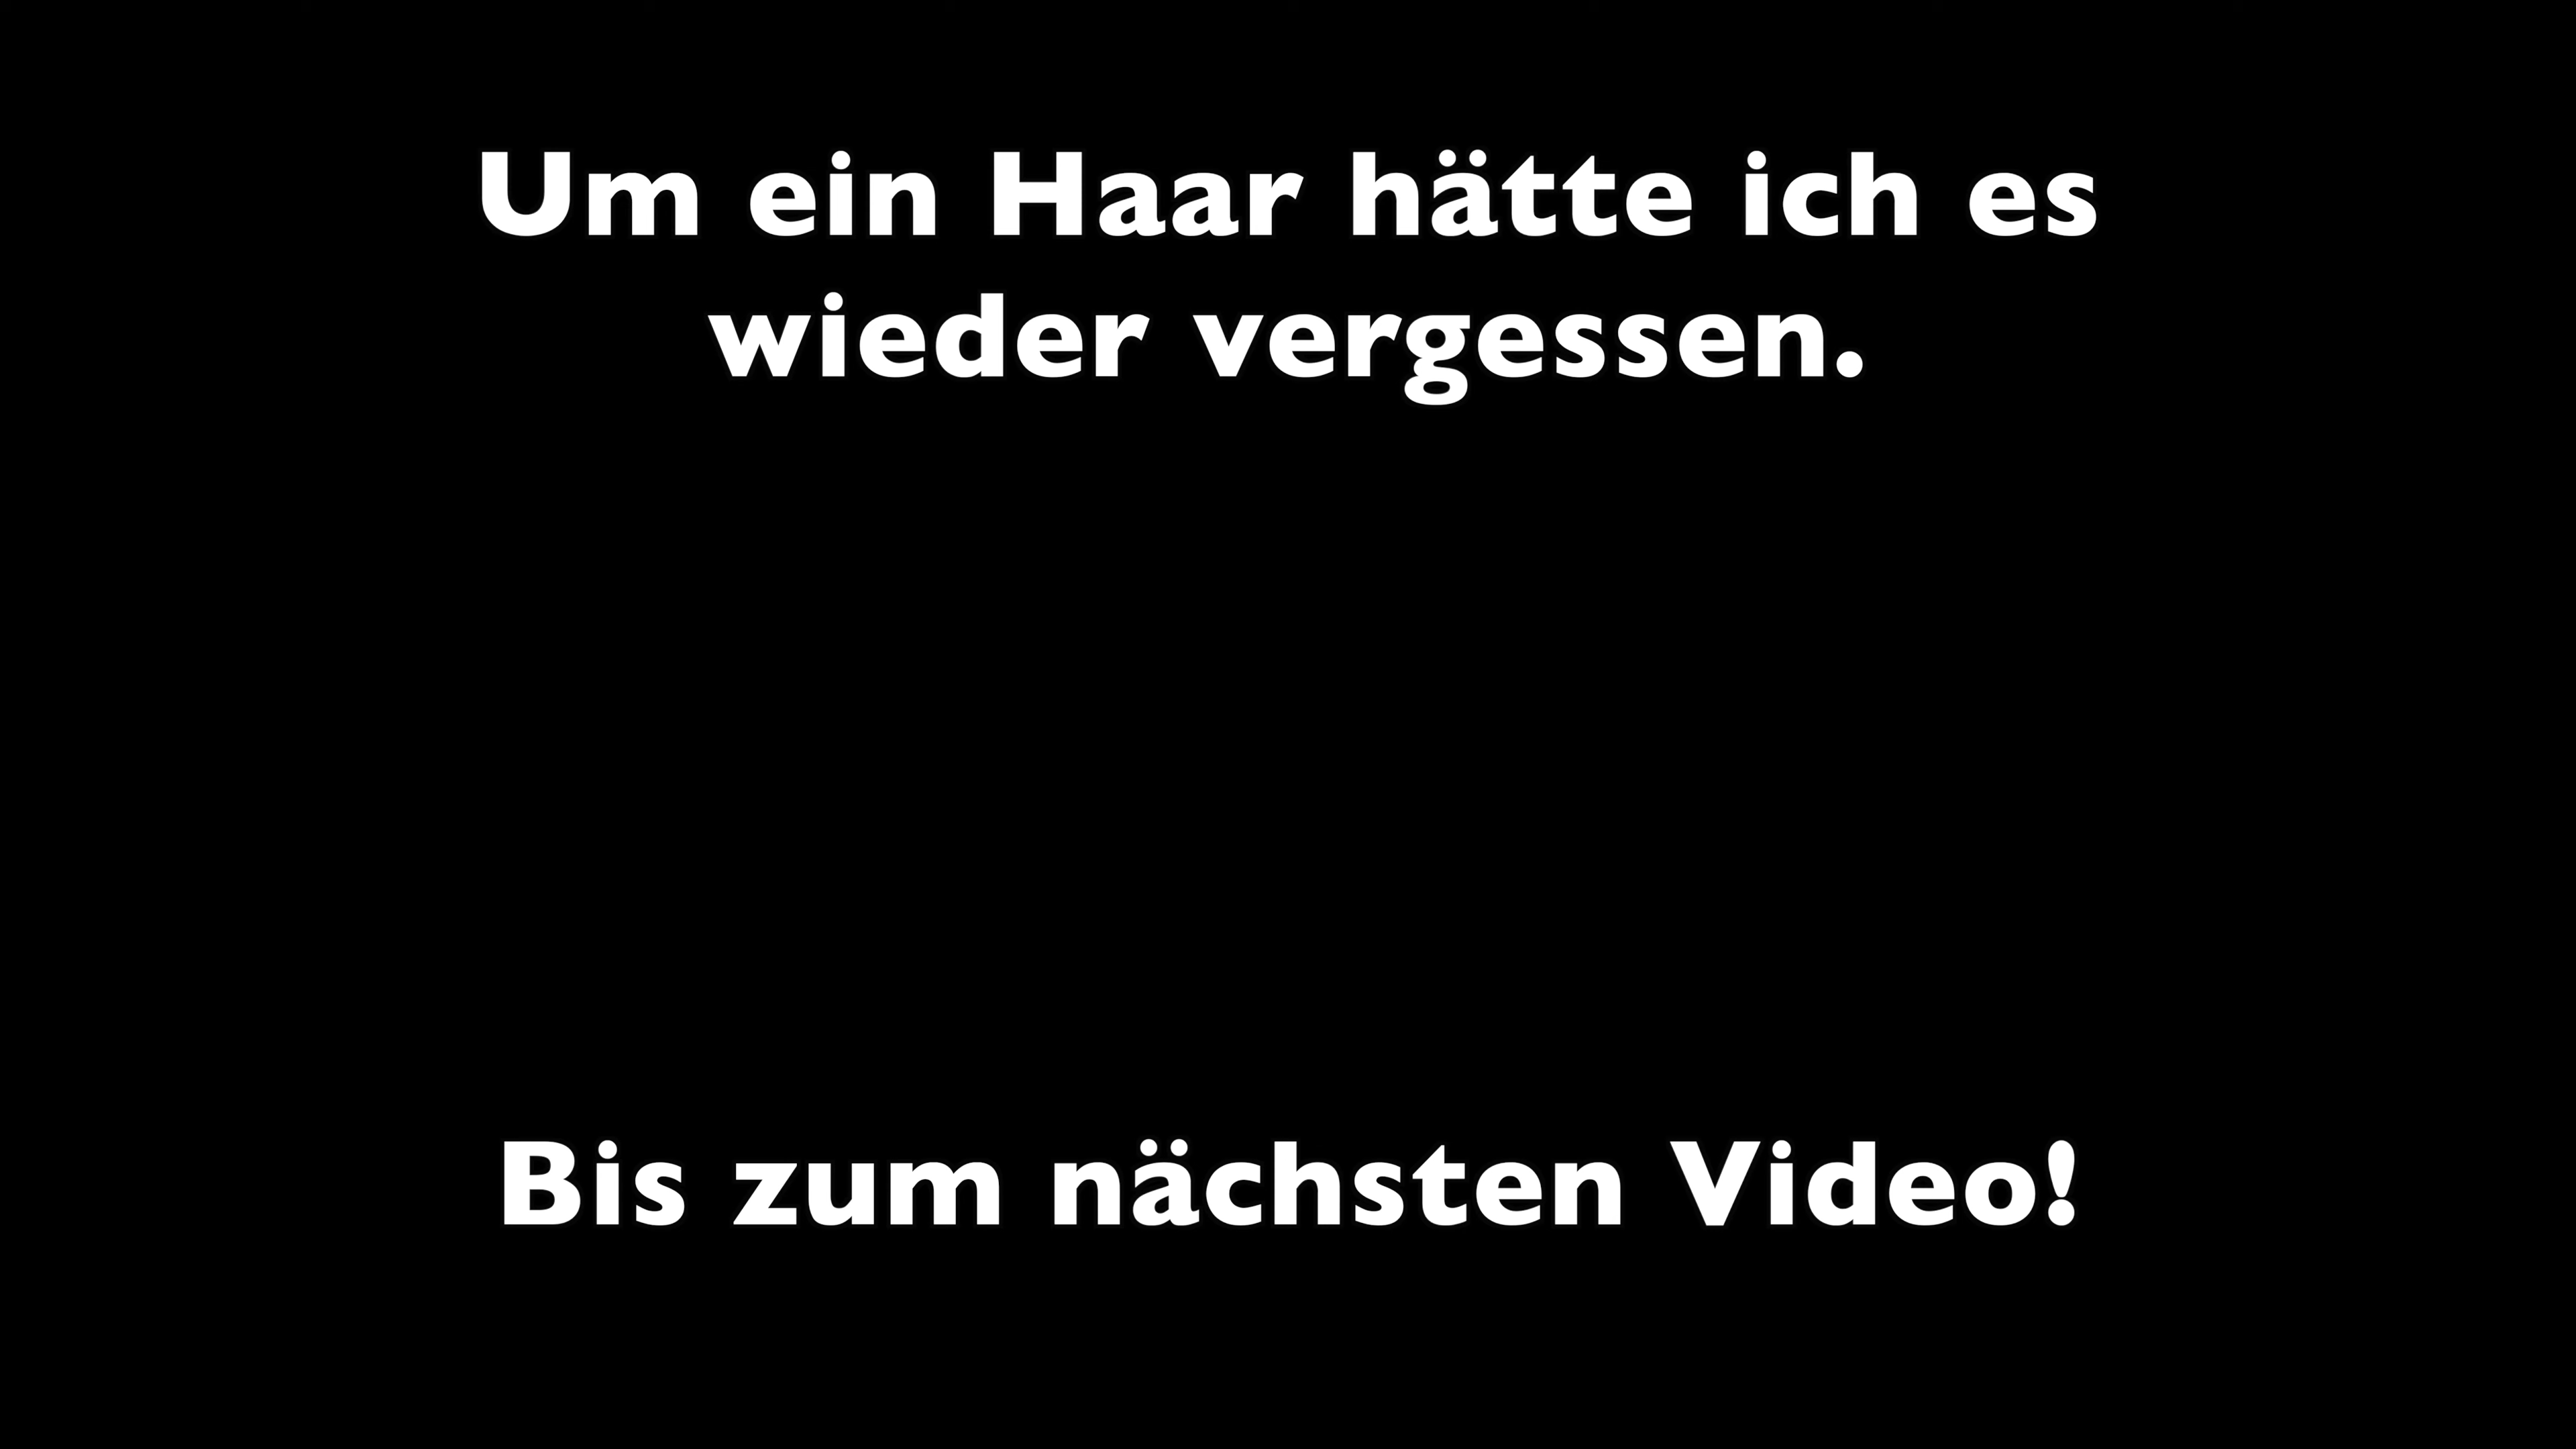 Um ein Haar hätte ich es
wieder vergessen.
Bis zum nächsten Video!